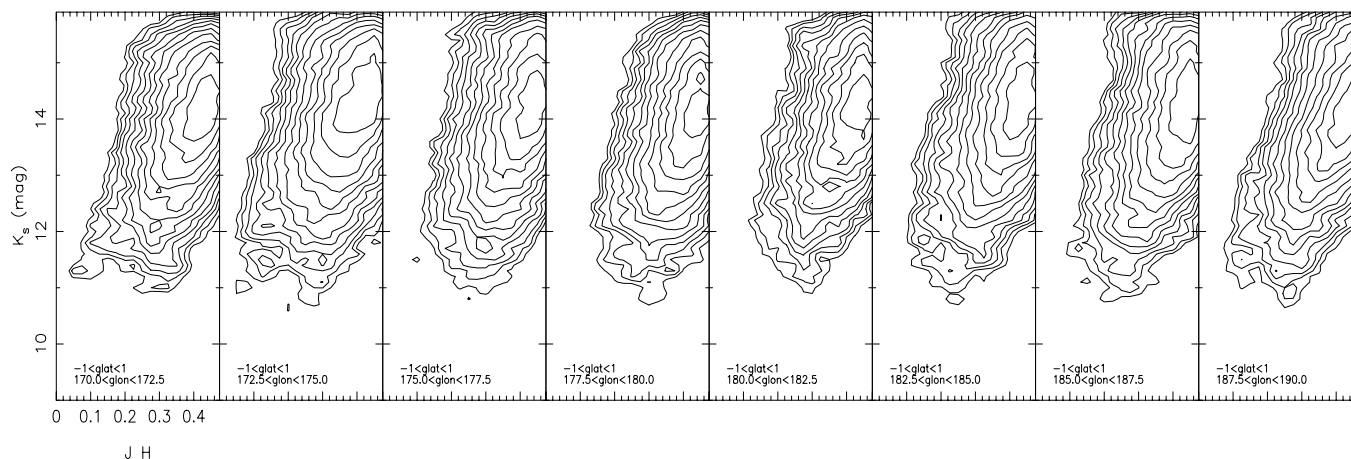 14
12
10
K_s (mag)
-1<glat<1
170.0<glon<172.5
-1<glat<1
172.5<glon<175.0
-1<glat<1
175.0<glon<177.5
-1<glat<1
177.5<glon<180.0
-1<glat<1
180.0<glon<182.5
-1<glat<1
182.5<glon<185.0
-1<glat<1
185.0<glon<187.5
-1<glat<1
187.5<glon<190.0
0 0.1 0.2 0.3 0.4
J H